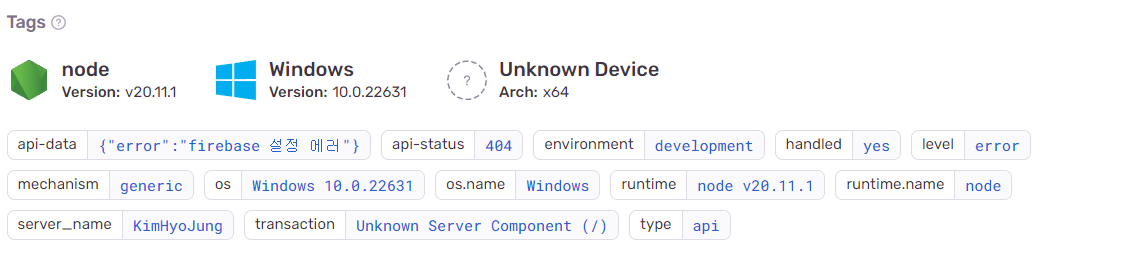 Tags ?
node Windows ? Unknown Device
Version: v20.11.1 Version: 10.0.22631 Arch: x64
api-data {"error":"firebase 설정 에러"} api-status 404 environment development handled yes level error
mechanism generic os Windows 10.0.22631 os.name Windows runtime node v20.11.1 runtime.name node
server_name KimHyoJung transaction Unknown Server Component (/) type api